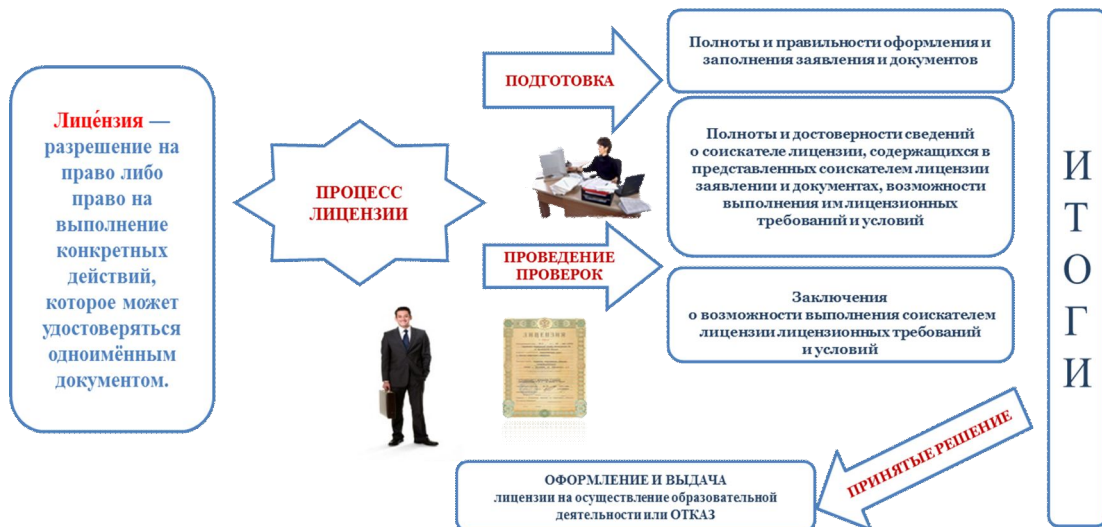 Лице́нзия —
разрешение на
право либо
право на
выполнение
конкретных
действий,
которое может
удостоверяться
одноимённым
документом.
ПРОЦЕСС
ЛИЦЕНЗИИ
ПОДГОТОВКА
Полноты и правильности оформления и
заполнения заявления и документов
Полноты и достоверности сведений
о соискателе лицензии, содержащихся в
представленных соискателем лицензии
заявлении и документах, возможности
выполнения им лицензионных
требований и условий
ПРОВЕДЕНИЕ
ПРОВЕРОК
Заключения
о возможности выполнения соискателем
лицензии лицензионных требований
и условий
ИТОГИ
ПРИНЯТЫЕ РЕШЕНИЕ
ОФОРМЛЕНИЕ И ВЫДАЧА
лицензии на осуществление образовательной
деятельности или ОТКАЗ
ЛИЦЕНЗИЯ